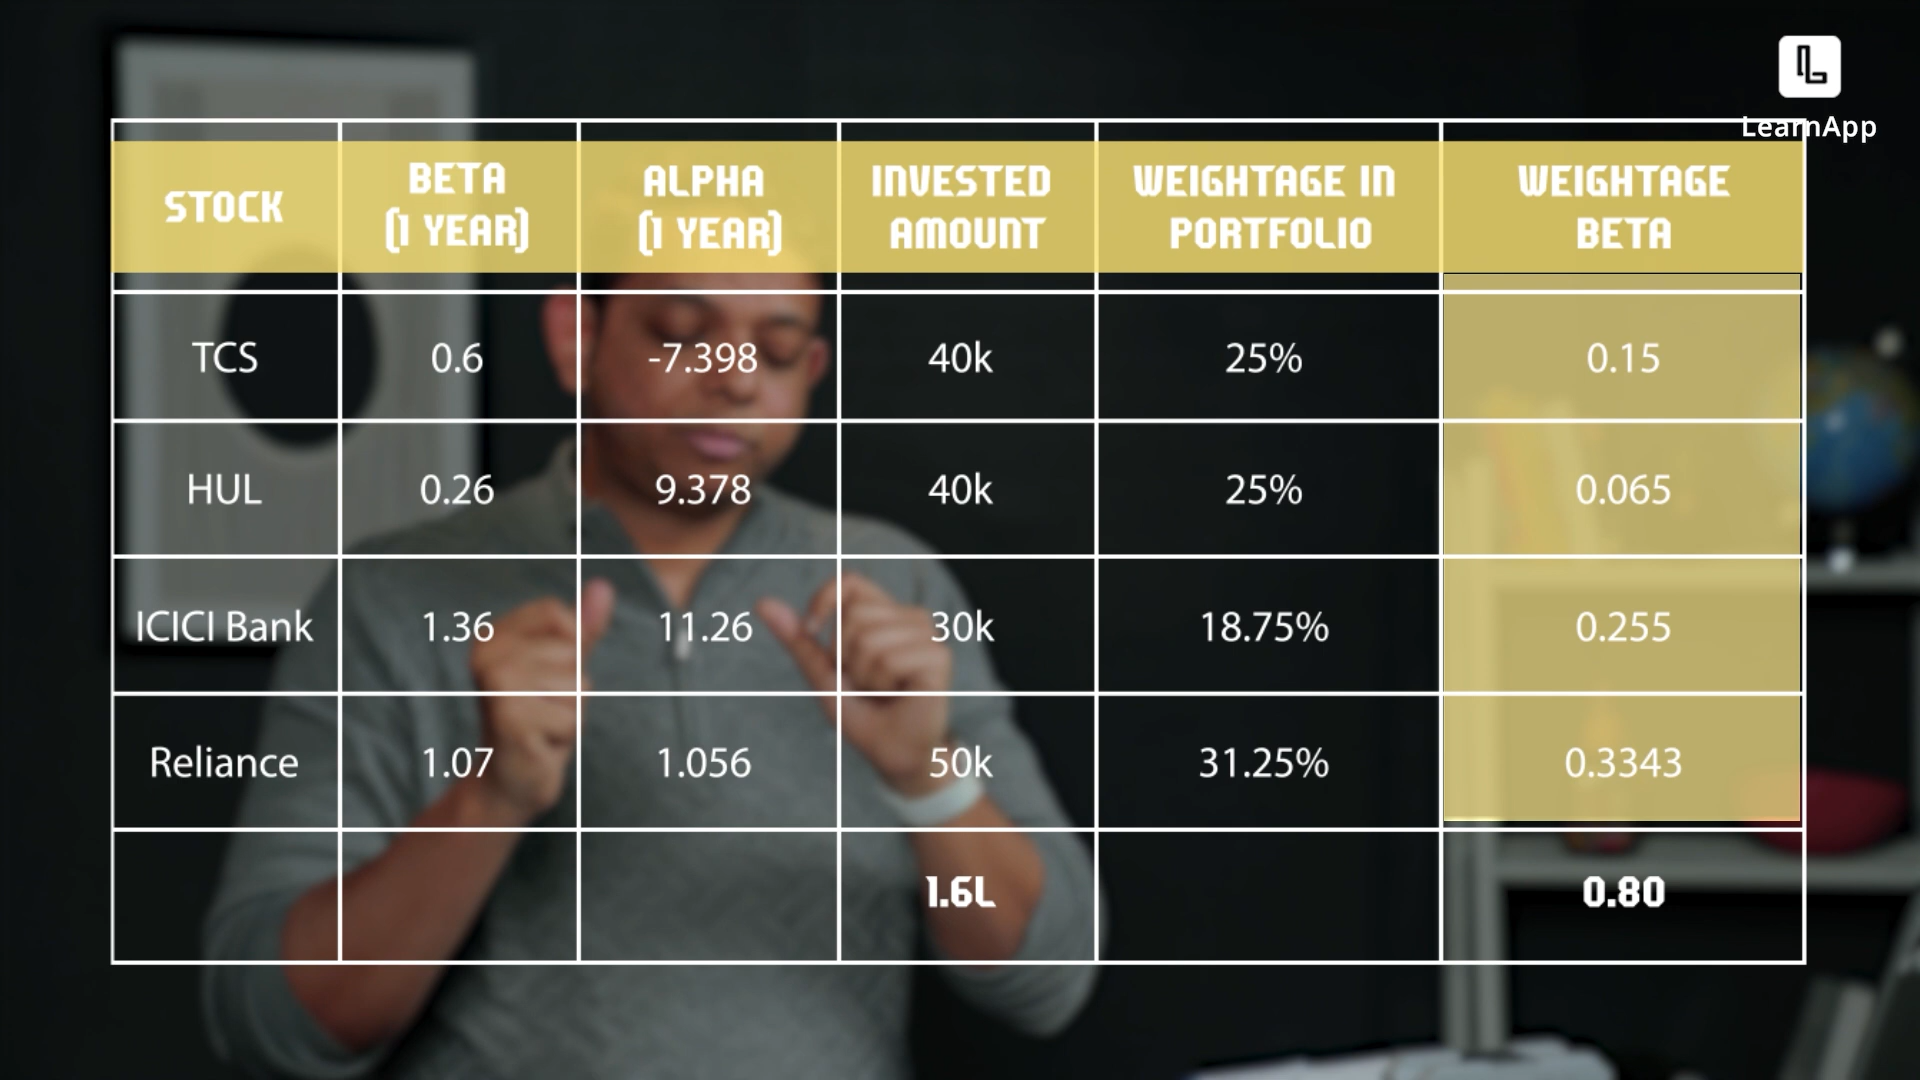 LearnApp
STOCK
BETA
(1 YEAR)
ALPHA
(1 YEAR)
INVESTED
AMOUNT
WEIGHTAGE IN
PORTFOLIO
WEIGHTAGE
BETA
TCS 0.6 -7.398 40k 25% 0.15
HUL 0.26 9.378 40k 25% 0.065
ICICI Bank 1.36 11.26 30k 18.75% 0.255
Reliance 1.07 1.056 50k 31.25% 0.3343
1.6L 0.80